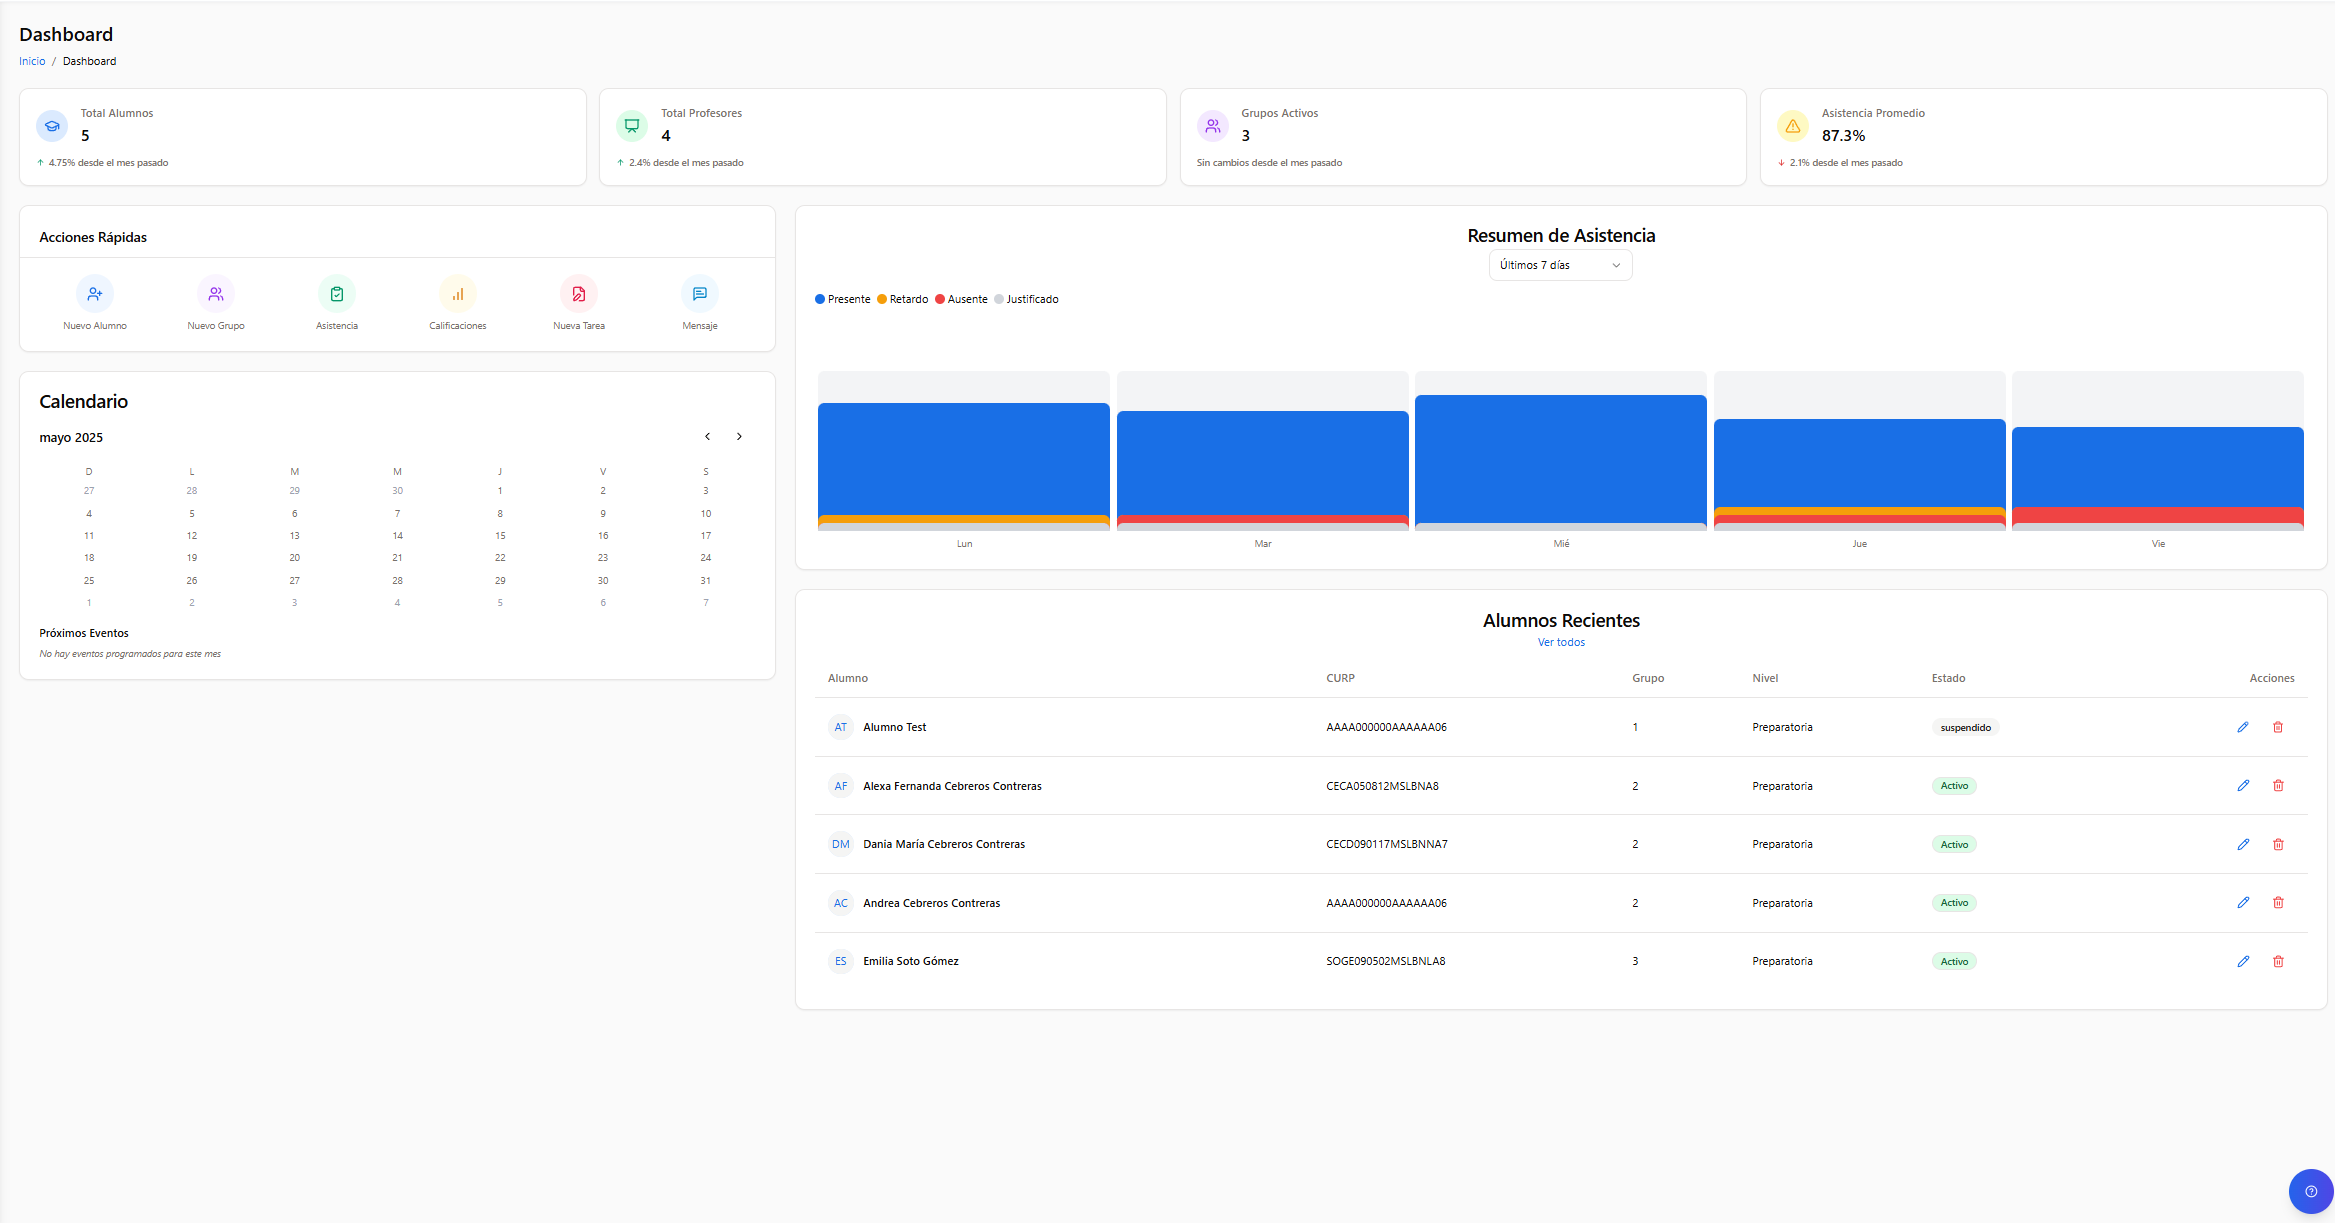 Dashboard
Inicio / Dashboard
Total Alumnos
5
4.75% desde el mes pasado
Total Profesores
4
2.4% desde el mes pasado
Grupos Activos
3
Sin cambios desde el mes pasado
Asistencia Promedio
87.3%
2.1% desde el mes pasado
Acciones Rápidas
Nuevo Alumno
Nuevo Grupo
Asistencia
Calificaciones
Nueva Tarea
Mensaje
Calendario
mayo 2025
D L M M J V S
27 28 29 30 1 2 3
4 5 6 7 8 9 10
11 12 13 14 15 16 17
18 19 20 21 22 23 24
25 26 27 28 29 30 31
1 2 3 4 5 6 7
Próximos Eventos
No hay eventos programados para este mes
Resumen de Asistencia
Últimos 7 días
Presente Retardo Ausente Justificado
Lun Mar Mié Jue Vie
Alumnos Recientes
Ver todos
Alumno CURP Grupo Nivel Estado Acciones
AT Alumno Test AAAA000000AAAAAA06 1 Preparatoria suspendido
AF Alexa Fernanda Cebreros Contreras CECA050812MSLBNA8 2 Preparatoria Activo
DM Dania María Cebreros Contreras CECD090117MSLBNNA7 2 Preparatoria Activo
AC Andrea Cebreros Contreras AAAA000000AAAAAA06 2 Preparatoria Activo
ES Emilia Soto Gómez SOGE090502MSLBNLA8 3 Preparatoria Activo